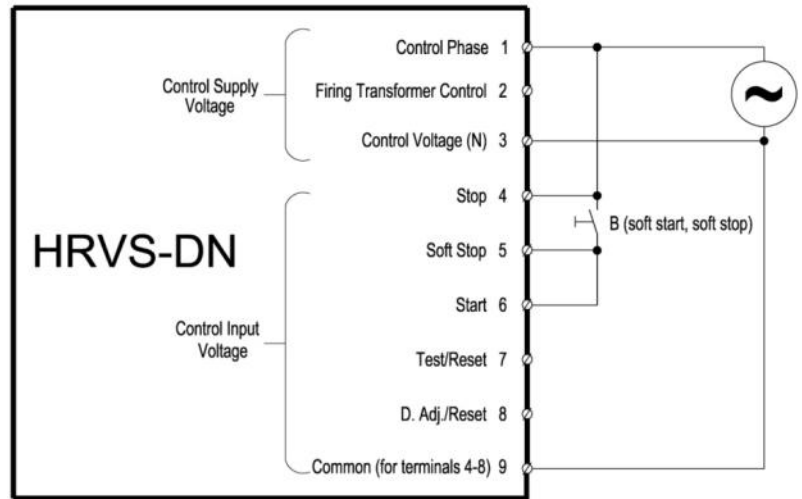 Control Phase 1
Control Supply
Voltage
Firing Transformer Control 2
Control Voltage (N) 3
Stop 4
B (soft start, soft stop)
HRVS-DN
Soft Stop 5
Start 6
Control Input
Voltage
Test/Reset 7
D. Adj./Reset 8
Common (for terminals 4-8) 9